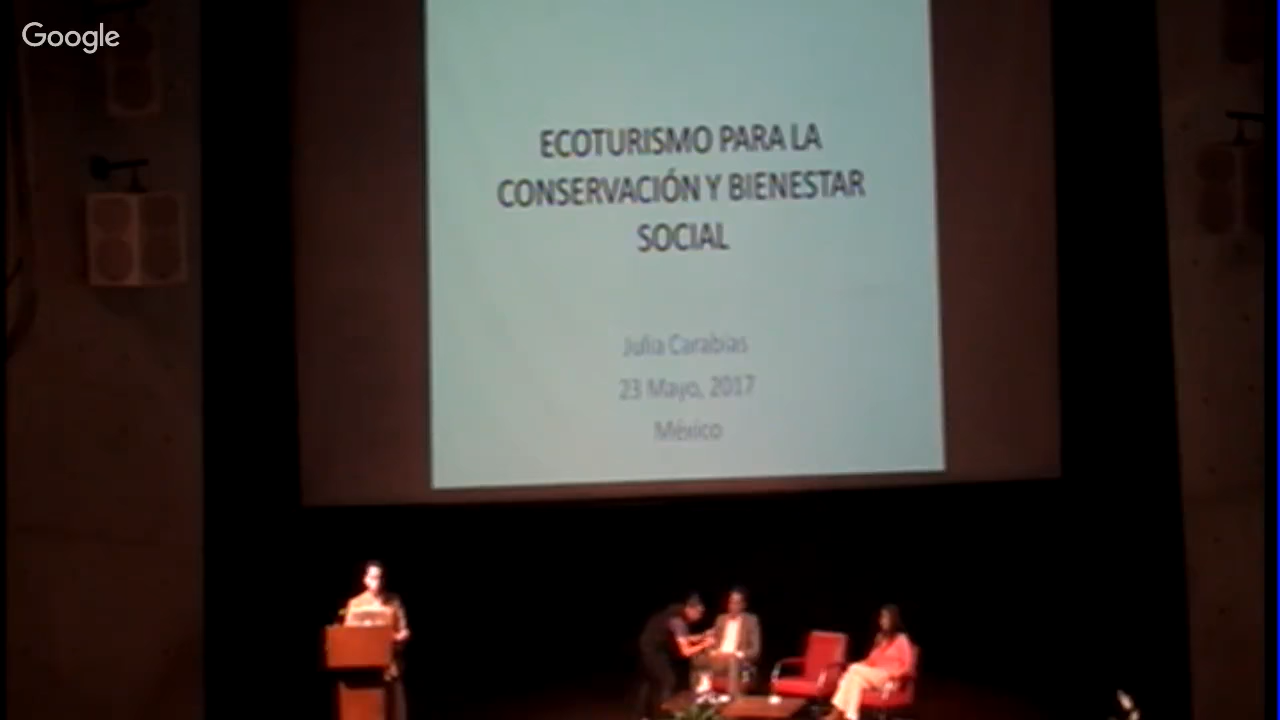 Google
ECOTURISMO PARA LA
CONSERVACIÓN Y BIENESTAR
SOCIAL
Julia Carabias
23 Mayo, 2017
México